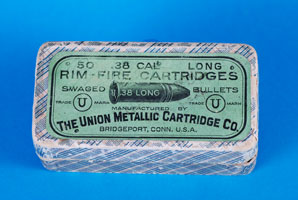 50 .38 CAL. LONG
RIM-FIRE CARTRIDGES
SWAGED BULLETS
U .38 LONG U
TRADE MARK TRADE MARK
MANUFACTURED BY
THE UNION METALLIC CARTRIDGE CO.
BRIDGEPORT, CONN. U.S.A.